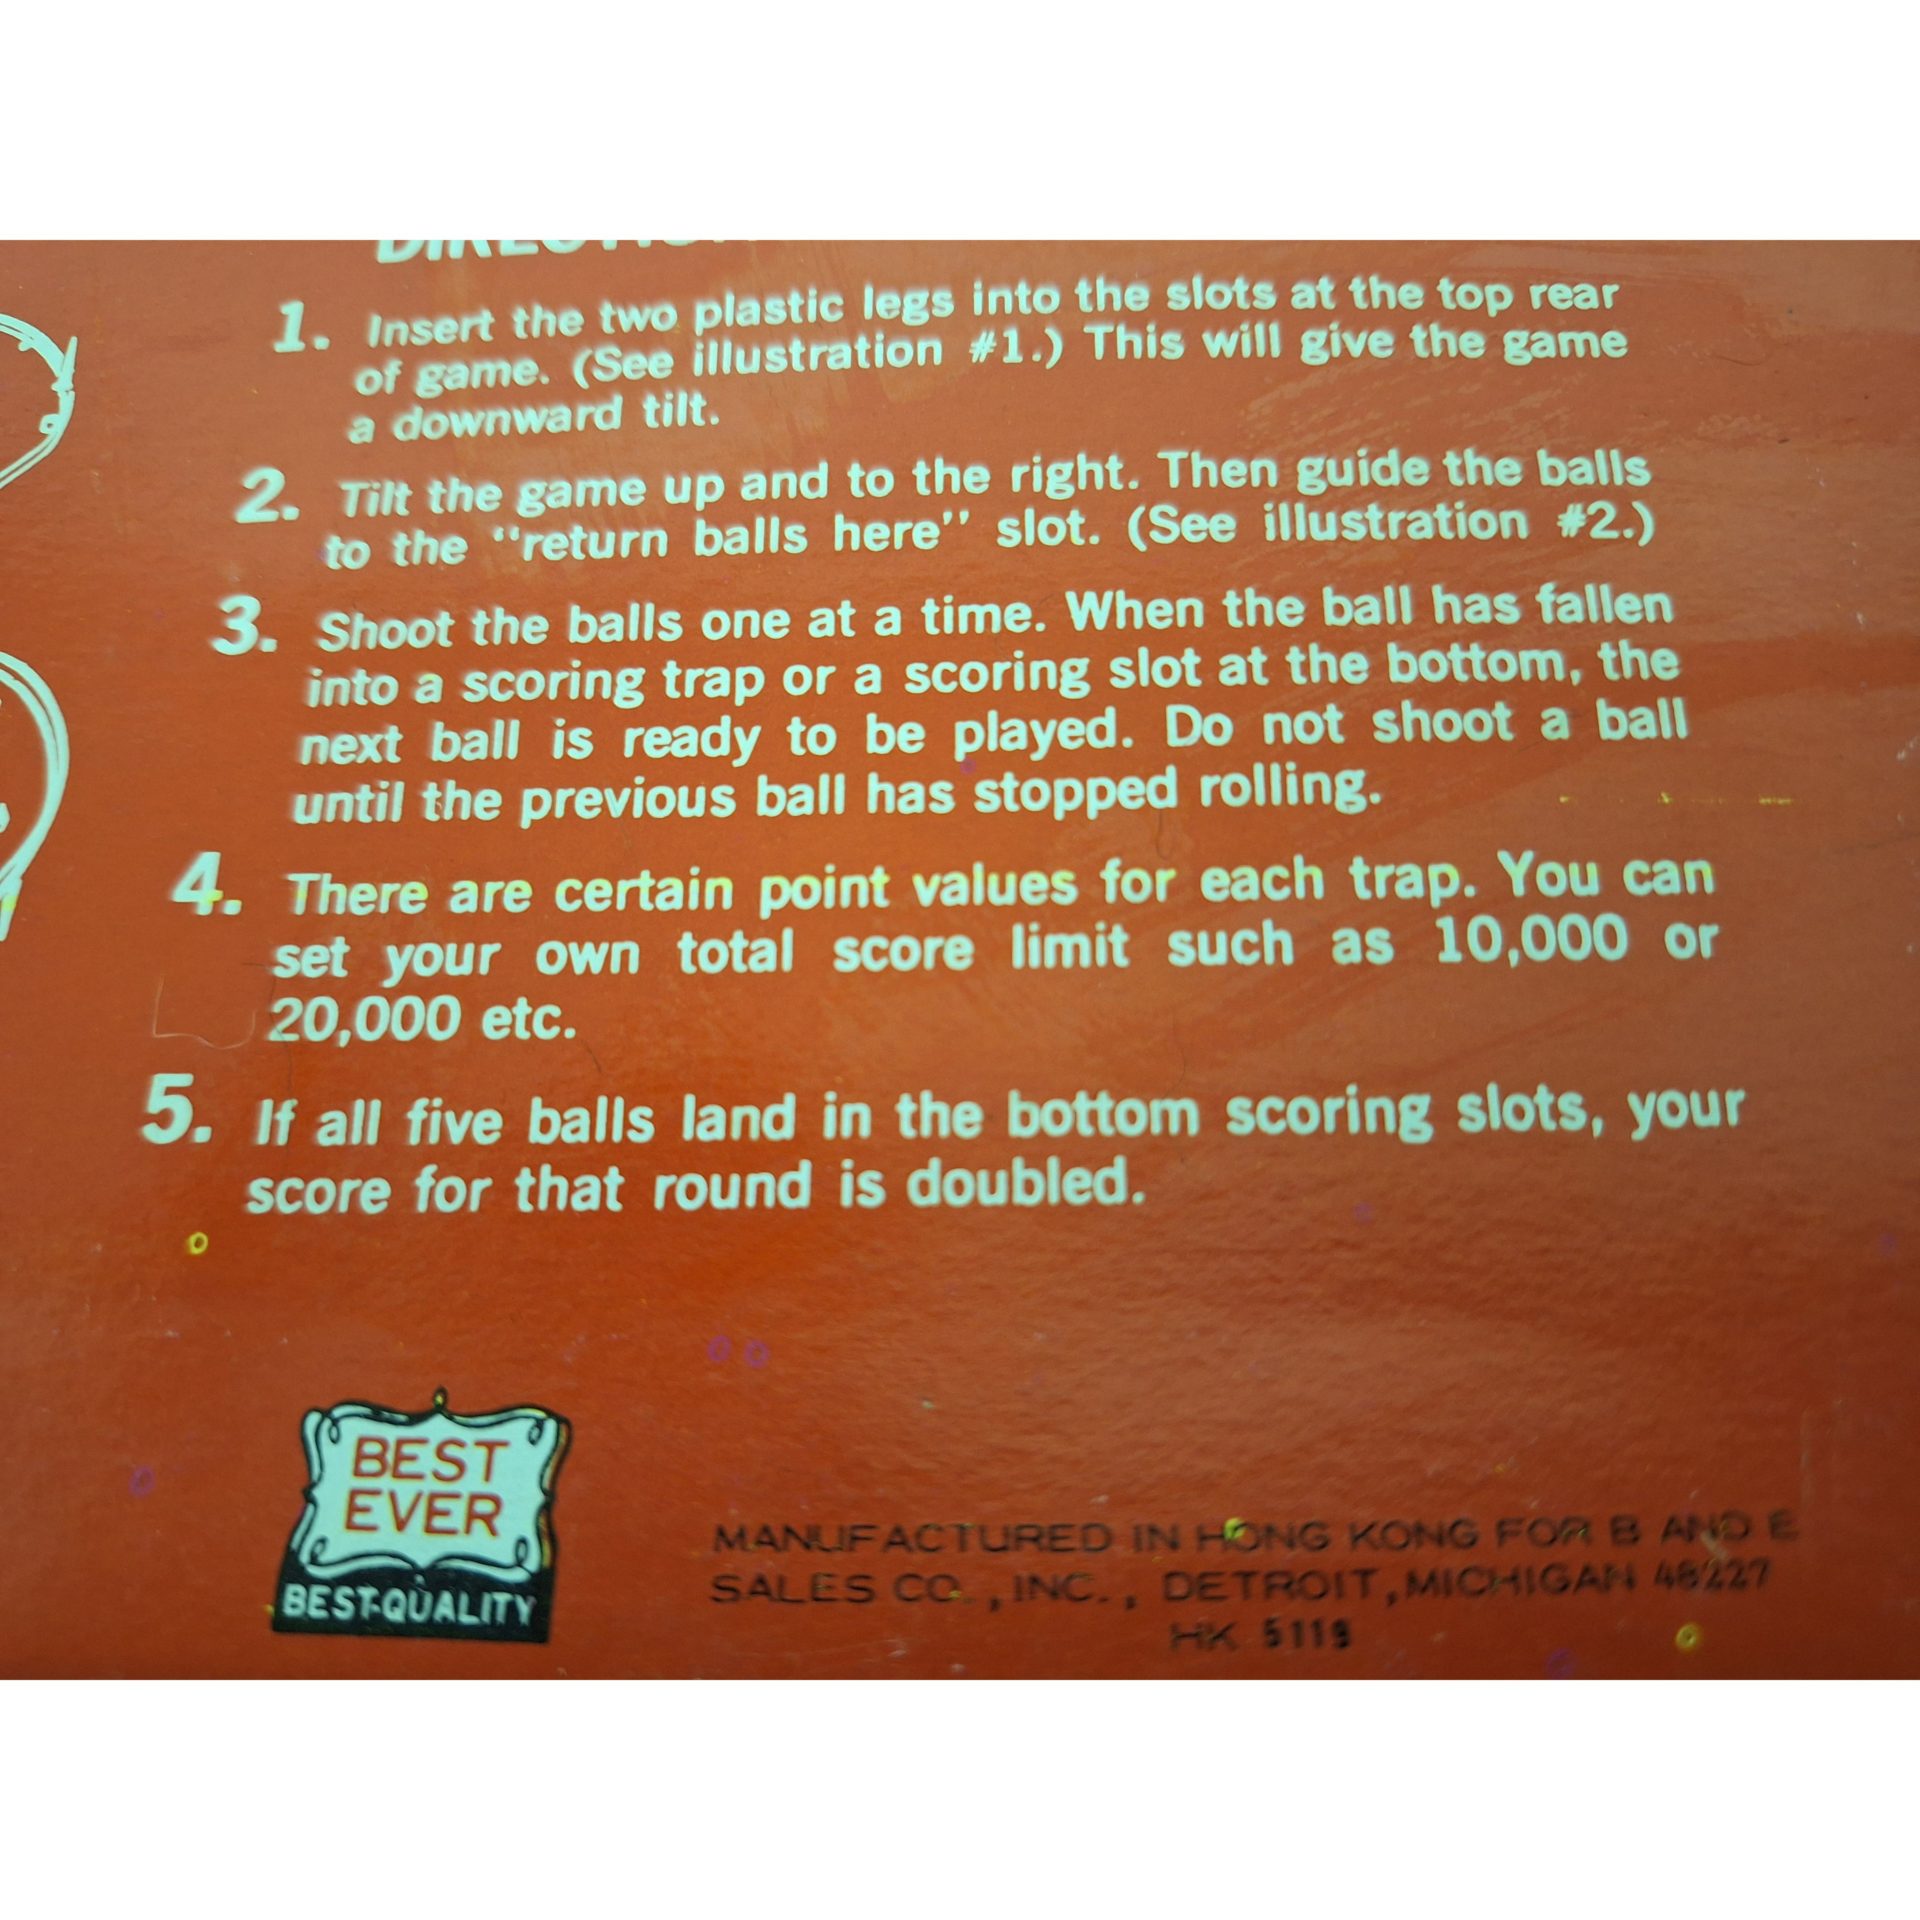 1. Insert the two plastic legs into the slots at the top rear
of game. (See illustration #1.) This will give the game
a downward tilt.
2. Tilt the game up and to the right. Then guide the balls
to the "return balls here" slot. (See illustration #2.)
3. Shoot the balls one at a time. When the ball has fallen
into a scoring trap or a scoring slot at the bottom, the
next ball is ready to be played. Do not shoot a ball
until the previous ball has stopped rolling.
4. There are certain point values for each trap. You can
set your own total score limit such as 10,000 or
20,000 etc.
5. If all five balls land in the bottom scoring slots, your
score for that round is doubled.
BEST
EVER
BEST-QUALITY
MANUFACTURED IN HONG KONG FOR B AND E
SALES CO., INC., DETROIT, MICHIGAN 48227
HK 5119